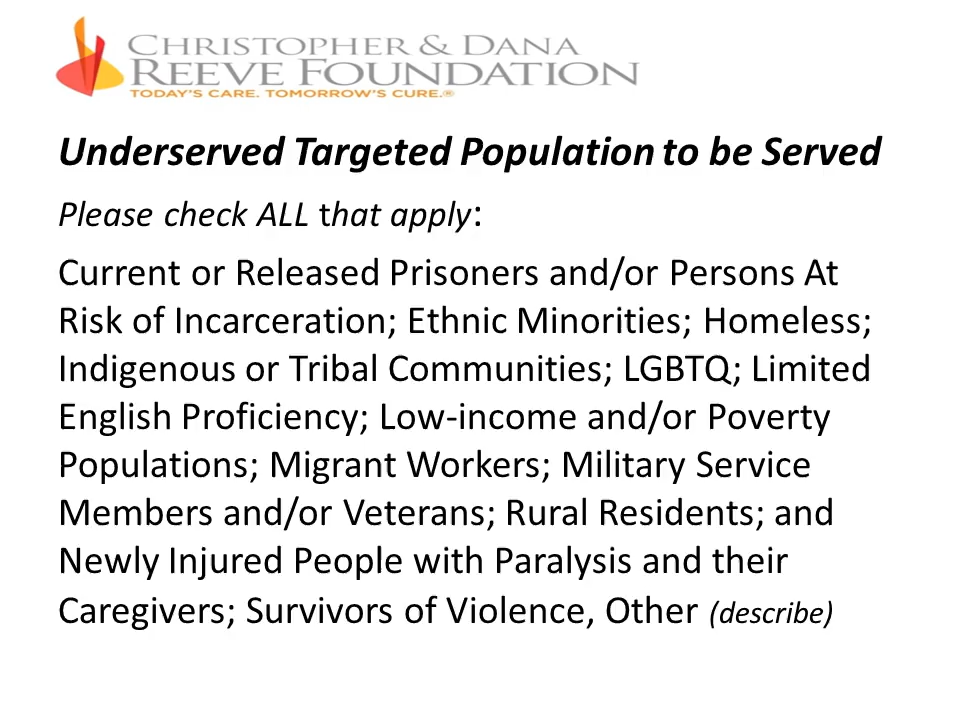 CHRISTOPHER & DANA
REEVE FOUNDATION
TODAY'S CARE. TOMORROW'S CURE.®
Underserved Targeted Population to be Served
Please check ALL that apply:
Current or Released Prisoners and/or Persons At
Risk of Incarceration; Ethnic Minorities; Homeless;
Indigenous or Tribal Communities; LGBTQ; Limited
English Proficiency; Low-income and/or Poverty
Populations; Migrant Workers; Military Service
Members and/or Veterans; Rural Residents; and
Newly Injured People with Paralysis and their
Caregivers; Survivors of Violence, Other (describe)